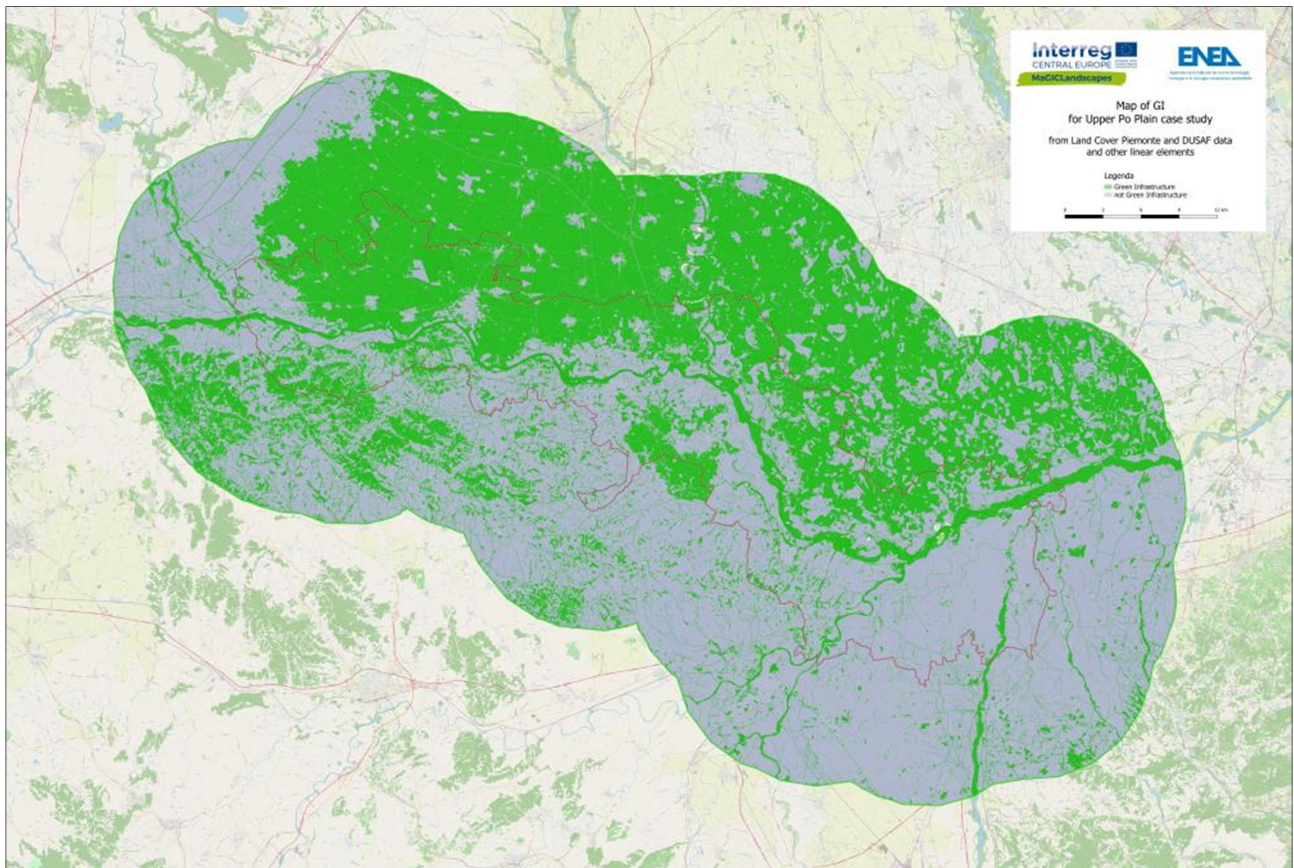 Interreg
CENTRAL EUROPE
MaGICLandscapes
ENEA
Map of GI
for Upper Po Plain case study
from Land Cover Piemonte and DUSAF data
and other linear elements
Legenda
Green Infrastructure
not Green Infrastructure